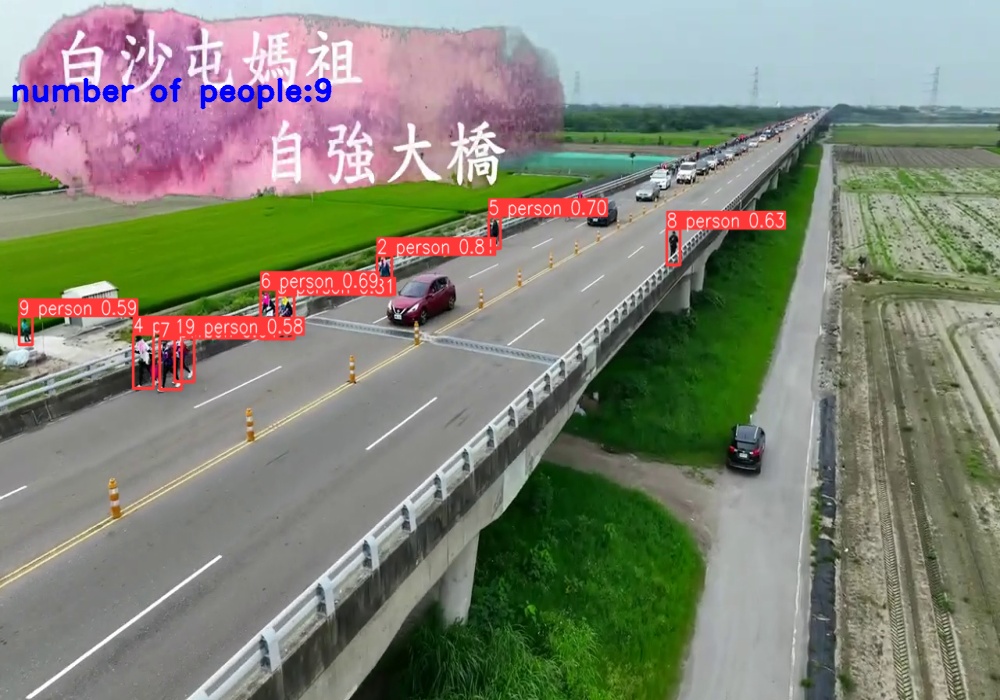 白沙屯媽祖
number of people:9
自強大橋
5 person 0.70
8 person 0.63
2 person 0.81
6 person 0.69
9 person 0.59
19 person 0.58